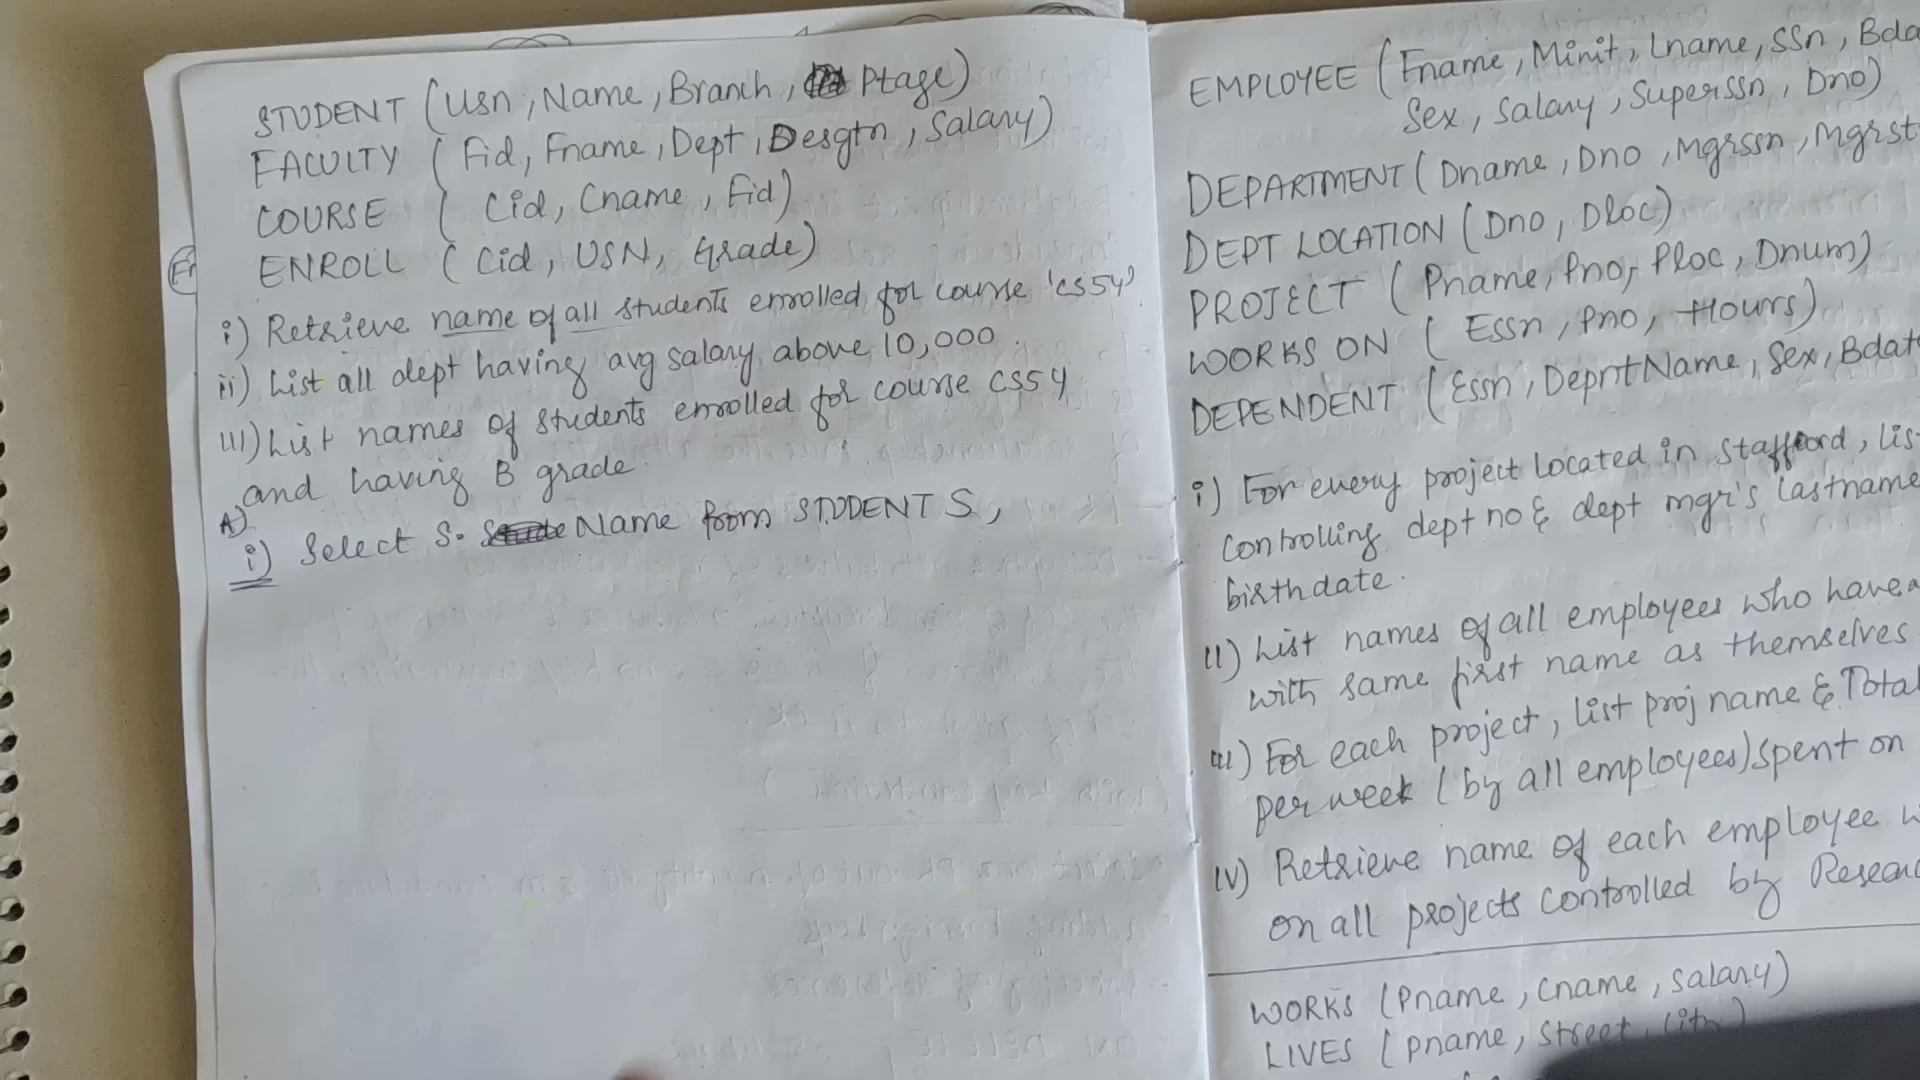 STUDENT (Usn, Name, Branch, Ptage)
FACULTY ( Fid, Fname, Dept, Desgtn, Salary)
COURSE ( Cid, Cname, Fid)
ENROLL ( Cid, USN, Grade)
i) Retrieve name of all students enrolled for course 'CS54'
ii) List all dept having avg salary above 10,000.
iii) List names of students enrolled for course CS54
and having B grade.
A)
i) Select S. Name from STUDENT S,
EMPLOYEE (Fname, Minit, Lname, SSn, Bda
Sex, Salary, Superssn, Dno)
DEPARTMENT (Dname, Dno, Mgrssn, Mgrst
DEPT LOCATION (Dno, Dloc)
PROJECT ( Pname, Pno, Ploc, Dnum)
WORKS ON ( Essn, Pno, Hours)
DEPENDENT (Essn, DepntName, Sex, Bdat
i) For every project located in Stafford, lis
controlling dept no & dept mgr's lastname
birthdate.
ii) List names of all employees who have a
with same first name as themselves
iii) For each project, list proj name & Total
per week (by all employees) spent on
iv) Retrieve name of each employee w
on all projects controlled by Researc
WORKS (Pname, Cname, Salary)
LIVES (Pname, Street, City)